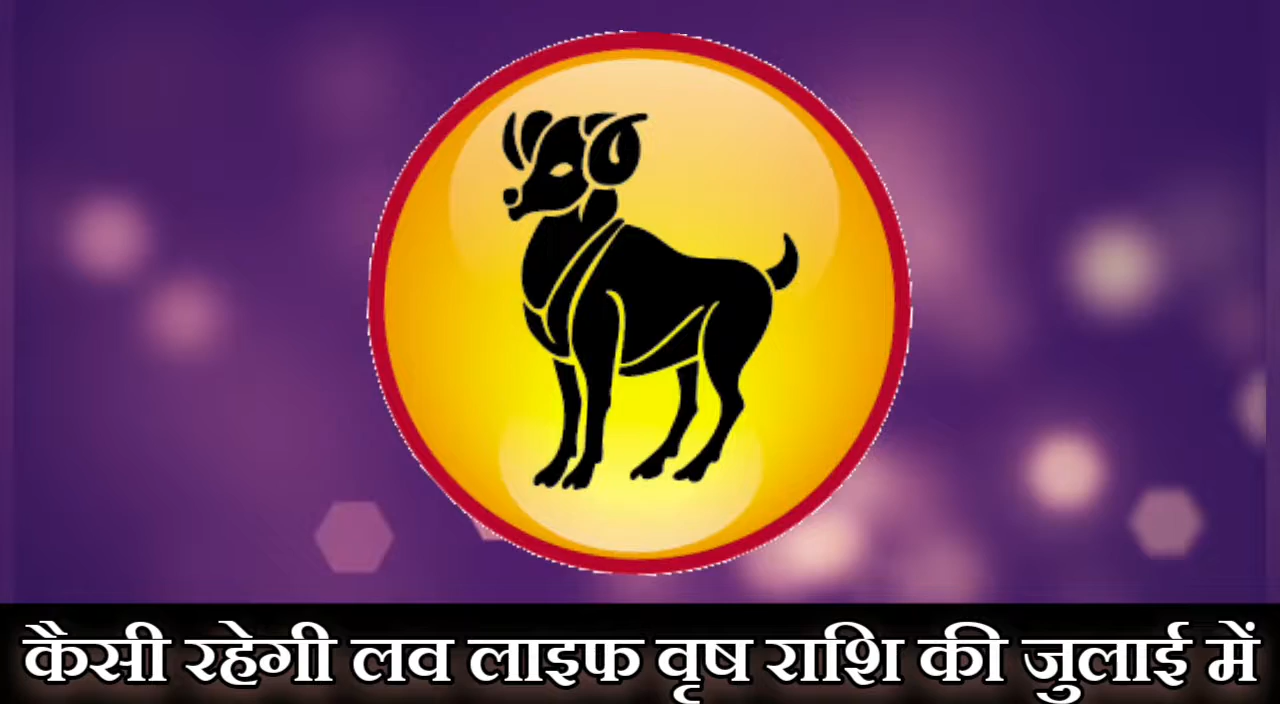 कैसी रहेगी लव लाइफ वृष राशि की जुलाई में